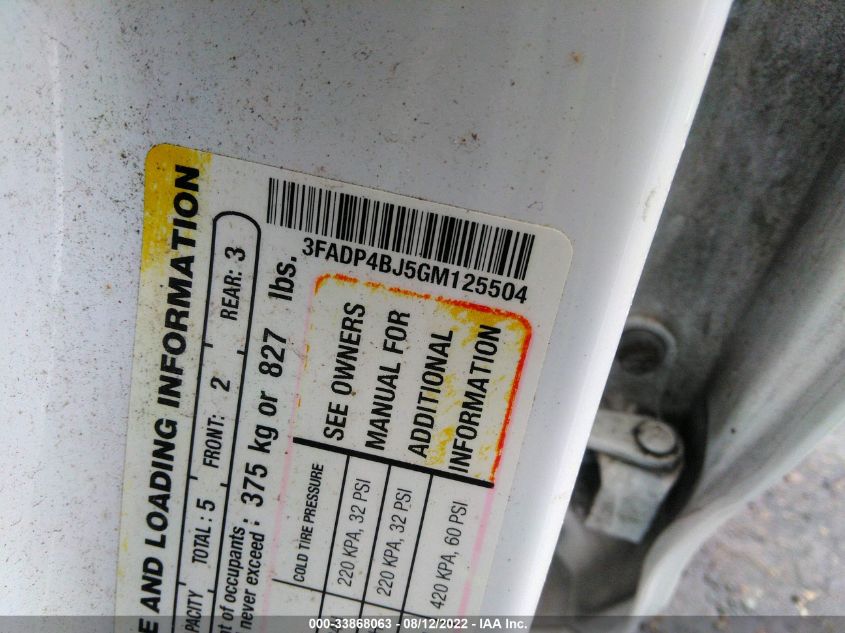 E AND LOADING INFORMATION
PACITY TOTAL: 5 FRONT: 2 REAR: 3
of occupants never exceed: 375 kg or 827 lbs.
3FADP4BJ5GM125504
COLD TIRE PRESSURE
220 KPA, 32 PSI
220 KPA, 32 PSI
420 KPA, 60 PSI
SEE OWNERS
MANUAL FOR
ADDITIONAL
INFORMATION
000-33868063 - 08/12/2022 - IAA Inc.